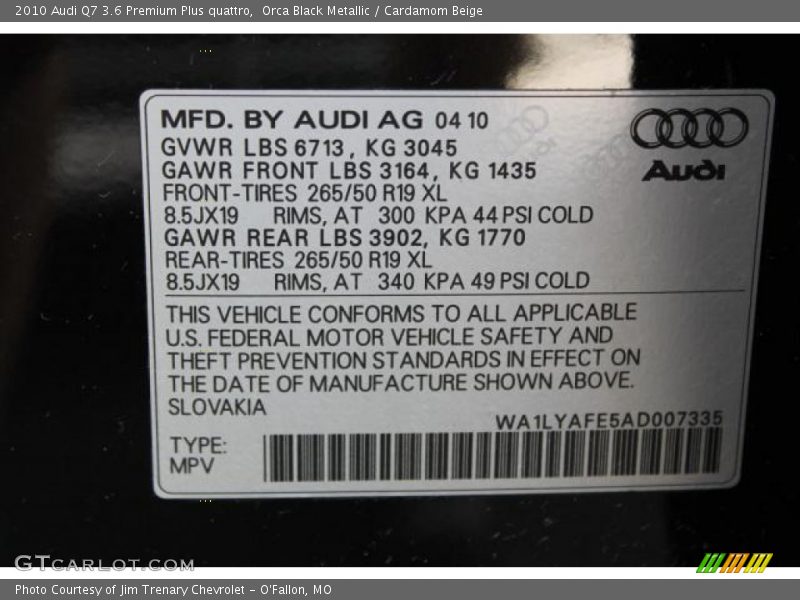 2010 Audi Q7 3.6 Premium Plus quattro,  Orca Black Metallic / Cardamom Beige
MFD. BY AUDI AG 04 10
GVWR LBS 6713, KG 3045
GAWR FRONT LBS 3164, KG 1435
FRONT-TIRES 265/50 R19 XL
8.5JX19 RIMS, AT 300 KPA 44 PSI COLD
GAWR REAR LBS 3902, KG 1770
REAR-TIRES 265/50 R19 XL
8.5JX19 RIMS, AT 340 KPA 49 PSI COLD
Audi
THIS VEHICLE CONFORMS TO ALL APPLICABLE
U.S. FEDERAL MOTOR VEHICLE SAFETY AND
THEFT PREVENTION STANDARDS IN EFFECT ON
THE DATE OF MANUFACTURE SHOWN ABOVE.
SLOVAKIA
WA1LYAFE5AD007335
TYPE:
MPV
GTCARLOT.COM
Photo Courtesy of Jim Trenary Chevrolet - O'Fallon, MO